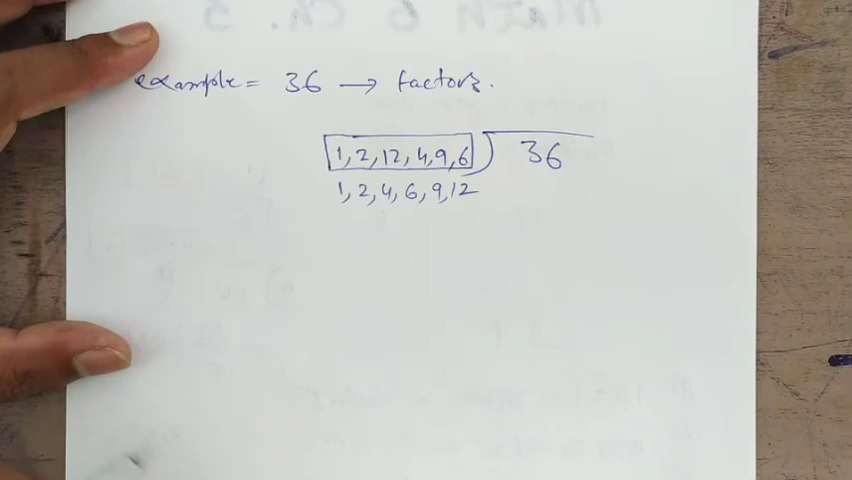 example = 36 → factors.
1, 2, 12, 4, 9, 6 ) 36
1, 2, 4, 6, 9, 12